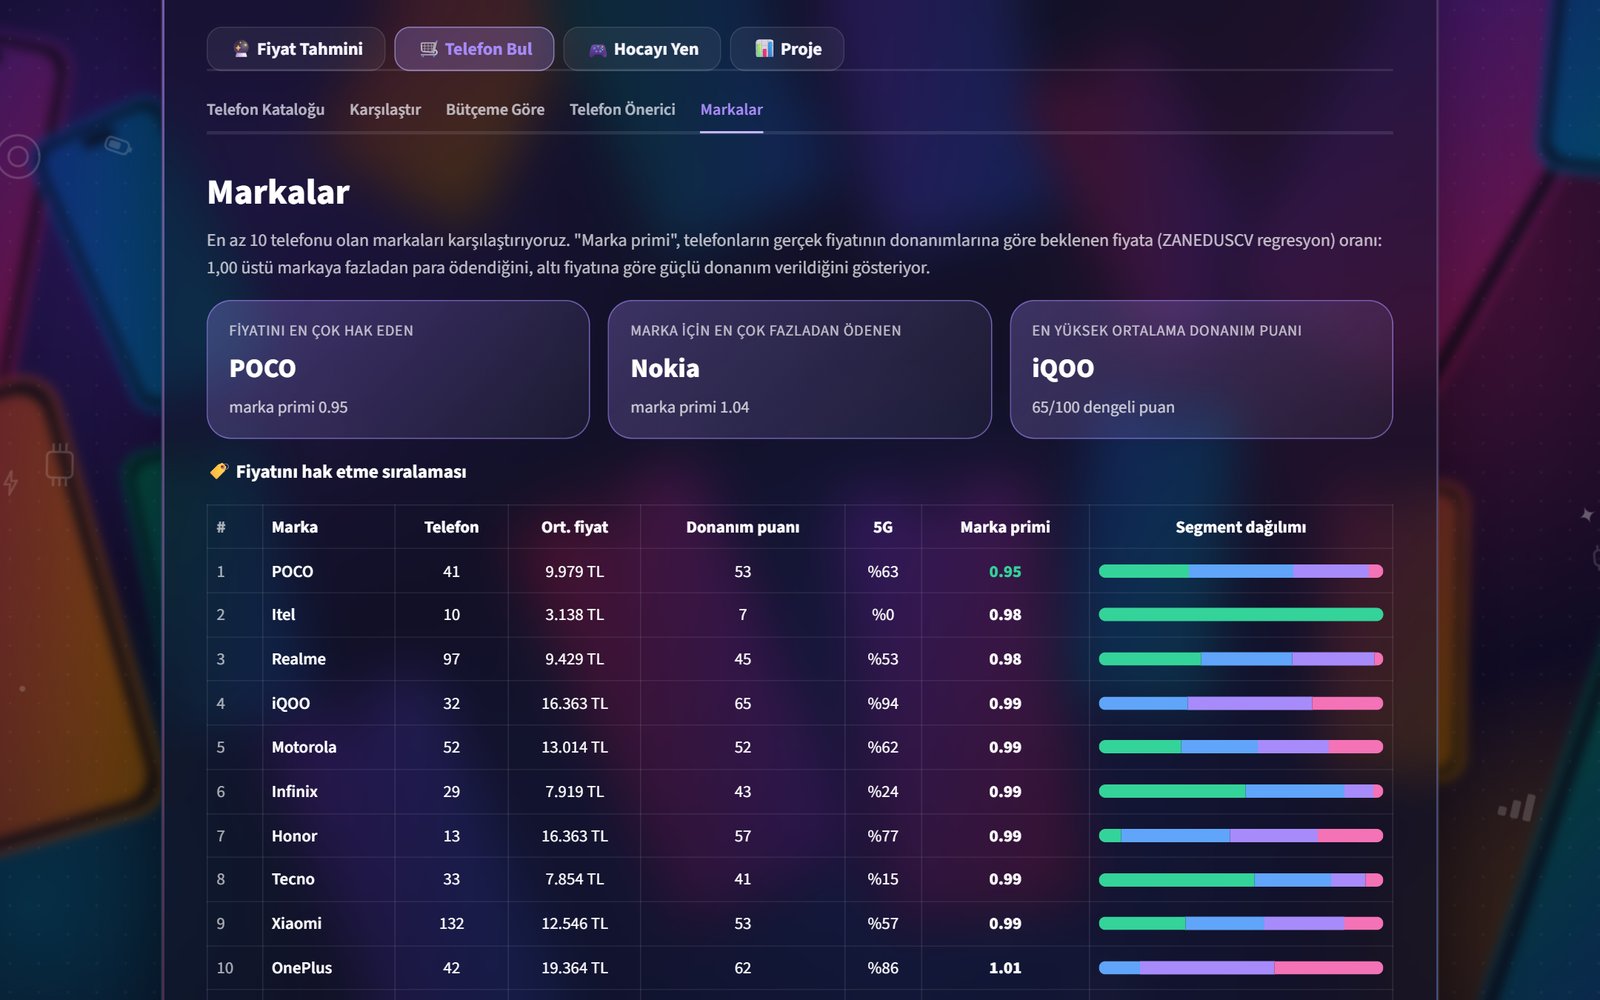 Fiyat Tahmini
Telefon Bul
Hocayı Yen
Proje
Telefon Kataloğu
Karşılaştır
Bütçeme Göre
Telefon Önerici
Markalar
Markalar
En az 10 telefonu olan markaları karşılaştırıyoruz. "Marka primi", telefonların gerçek fiyatının donanımlarına göre beklenen fiyata (ZANEDUSCV regresyon) oranı:
1,00 üstü markaya fazladan para ödendiğini, altı fiyatına göre güçlü donanım verildiğini gösteriyor.
FİYATINI EN ÇOK HAK EDEN
POCO
marka primi 0.95
MARKA İÇİN EN ÇOK FAZLADAN ÖDENEN
Nokia
marka primi 1.04
EN YÜKSEK ORTALAMA DONANIM PUANI
iQOO
65/100 dengeli puan
Fiyatını hak etme sıralaması
# Marka Telefon Ort. fiyat Donanım puanı 5G Marka primi Segment dağılımı
1 POCO 41 9.979 TL 53 %63 0.95
2 Itel 10 3.138 TL 7 %0 0.98
3 Realme 97 9.429 TL 45 %53 0.98
4 iQOO 32 16.363 TL 65 %94 0.99
5 Motorola 52 13.014 TL 52 %62 0.99
6 Infinix 29 7.919 TL 43 %24 0.99
7 Honor 13 16.363 TL 57 %77 0.99
8 Tecno 33 7.854 TL 41 %15 0.99
9 Xiaomi 132 12.546 TL 53 %57 0.99
10 OnePlus 42 19.364 TL 62 %86 1.01